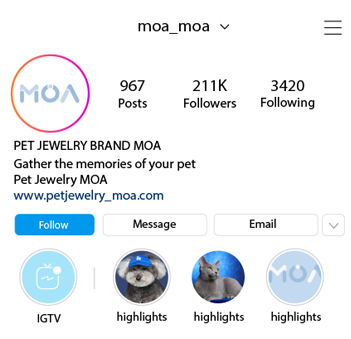 moa_moa
MOA
967 211K 3420
Posts Followers Following
PET JEWELRY BRAND MOA
Gather the memories of your pet
Pet Jewelry MOA
www.petjewelry_moa.com
Follow Message Email
MOA
IGTV highlights highlights highlights